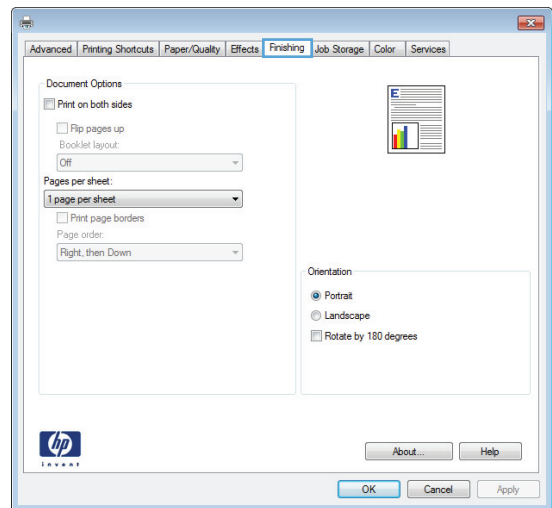 Advanced
Printing Shortcuts
Paper/Quality
Effects
Finishing
Job Storage
Color
Services
Document Options
Print on both sides
Flip pages up
Booklet layout:
Off
Pages per sheet:
1 page per sheet
Print page borders
Page order:
Right, then Down
E
Orientation
Portrait
Landscape
Rotate by 180 degrees
hp
invent
About...
Help
OK
Cancel
Apply